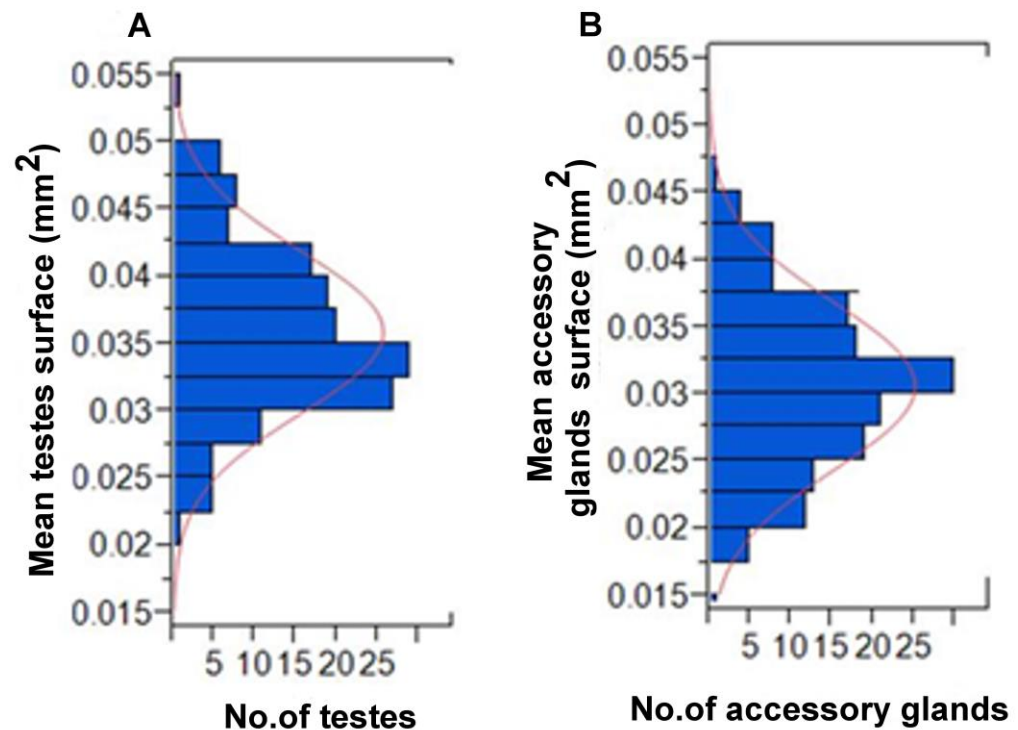 A
0.055
0.05
0.045
0.04
0.035
0.03
0.025
0.02
0.015
5 10 15 20 25
Mean testes surface (mm2)
No.of testes
B
0.055
0.05
0.045
0.04
0.035
0.03
0.025
0.02
0.015
5 10 15 20 25
Mean accessory
glands surface (mm2)
No.of accessory glands